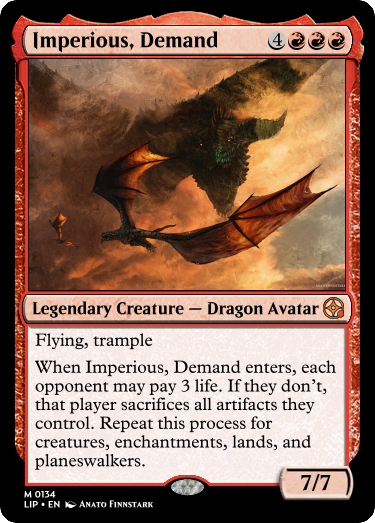 Imperious, Demand 4
Legendary Creature — Dragon Avatar
Flying, trample
When Imperious, Demand enters, each
opponent may pay 3 life. If they don't,
that player sacrifices all artifacts they
control. Repeat this process for
creatures, enchantments, lands, and
planeswalkers.
7/7
M 0134
LIP • EN Anato Finnstark